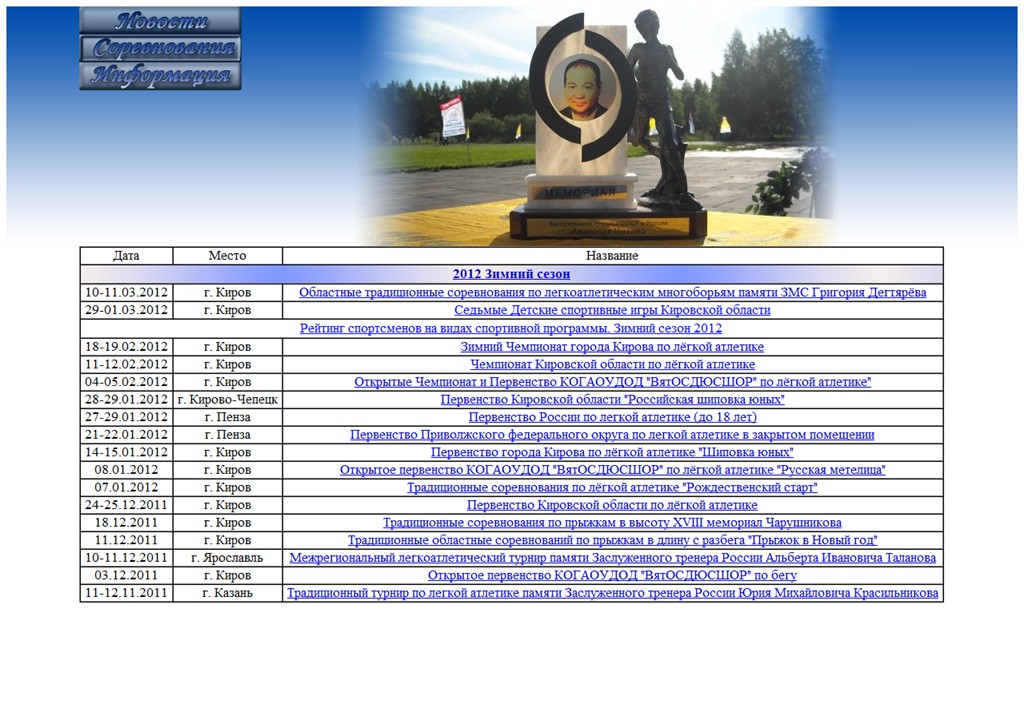 Новости
Соревнования
Информация
МЕМОРИАЛ
Дата Место Название
2012 Зимний сезон
10-11.03.2012 г. Киров Областные традиционные соревнования по легкоатлетическим многоборьям памяти ЗМС Григория Дегтярёва
29-01.03.2012 г. Киров Седьмые Детские спортивные игры Кировской области
Рейтинг спортсменов на видах спортивной программы. Зимний сезон 2012
18-19.02.2012 г. Киров Зимний Чемпионат города Кирова по лёгкой атлетике
11-12.02.2012 г. Киров Чемпионат Кировской области по лёгкой атлетике
04-05.02.2012 г. Киров Открытые Чемпионат и Первенство КОГАОУДОД "ВятОСДЮСШОР" по лёгкой атлетике"
28-29.01.2012 г. Кирово-Чепецк Первенство Кировской области "Российская шиповка юных"
27-29.01.2012 г. Пенза Первенство России по легкой атлетике (до 18 лет)
21-22.01.2012 г. Пенза Первенство Приволжского федерального округа по легкой атлетике в закрытом помещении
14-15.01.2012 г. Киров Первенство города Кирова по лёгкой атлетике "Шиповка юных"
08.01.2012 г. Киров Открытое первенство КОГАОУДОД "ВятОСДЮСШОР" по лёгкой атлетике "Русская метелица"
07.01.2012 г. Киров Традиционные соревнования по лёгкой атлетике "Рождественский старт"
24-25.12.2011 г. Киров Первенство Кировской области по лёгкой атлетике
18.12.2011 г. Киров Традиционные соревнования по прыжкам в высоту XVIII мемориал Чарушникова
11.12.2011 г. Киров Традиционные областные соревнований по прыжкам в длину с разбега "Прыжок в Новый год"
10-11.12.2011 г. Ярославль Межрегиональный легкоатлетический турнир памяти Заслуженного тренера России Альберта Ивановича Таланова
03.12.2011 г. Киров Открытое первенство КОГАОУДОД "ВятОСДЮСШОР" по бегу
11-12.11.2011 г. Казань Традиционный турнир по легкой атлетике памяти Заслуженного тренера России Юрия Михайловича Красильникова